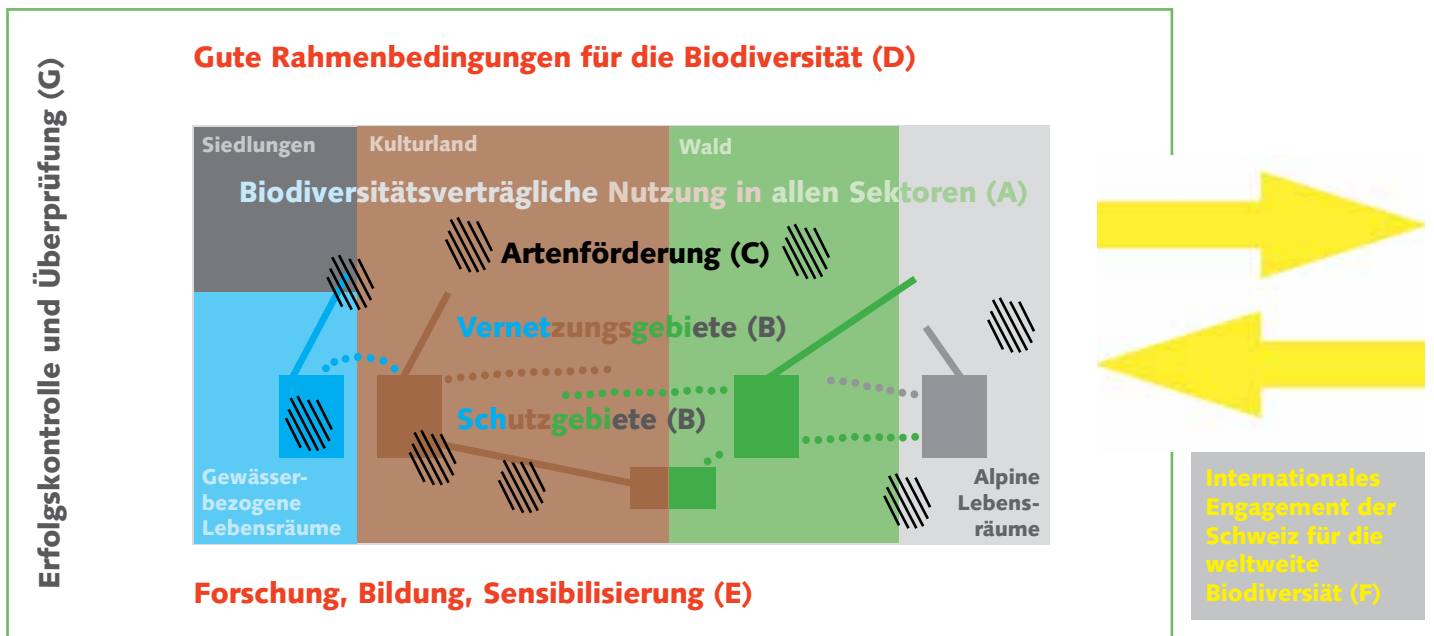 Erfolgskontrolle und Überprüfung (G)
Gute Rahmenbedingungen für die Biodiversität (D)
Siedlungen
Kulturland
Wald
Biodiversitätsverträgliche Nutzung in allen Sektoren (A)
Artenförderung (C)
Vernetzungsgebiete (B)
Schutzgebiete (B)
Gewässer-
bezogene
Lebensräume
Alpine
Lebens-
räume
Forschung, Bildung, Sensibilisierung (E)
Internationales
Engagement der
Schweiz für die
weltweite
Biodiversiät (F)